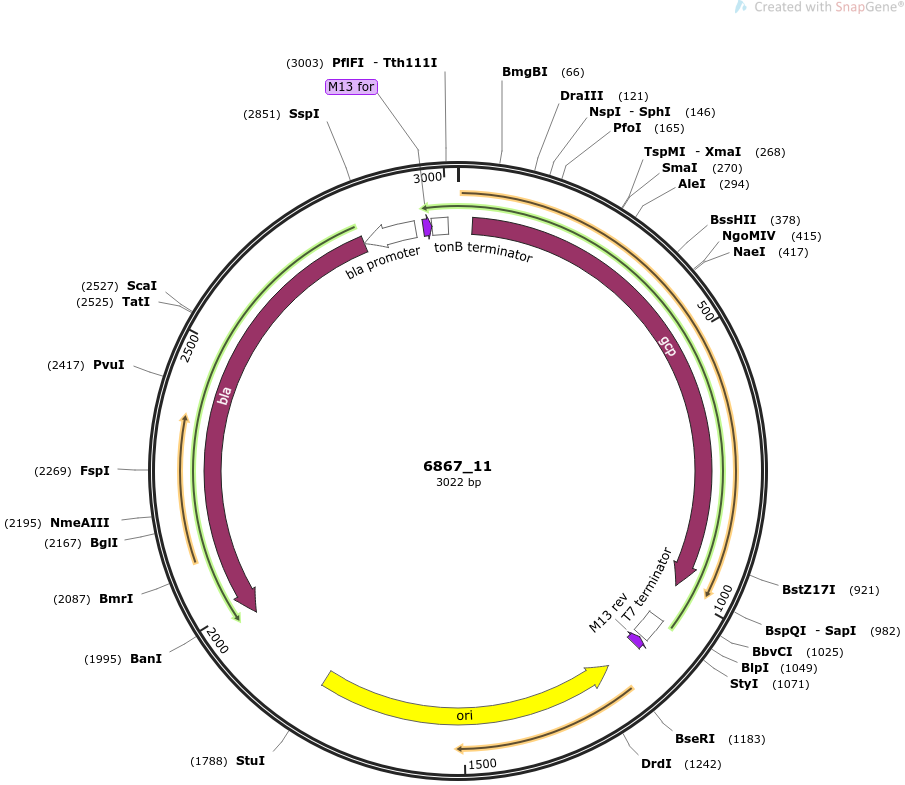 Created with SnapGene®
(3003) PflFI - Tth111I
M13 for
(2851) SspI
BmgBI (66)
DraIII (121)
NspI - SphI (146)
PfoI (165)
TspMI - XmaI (268)
SmaI (270)
AleI (294)
BssHII (378)
NgoMIV (415)
NaeI (417)
3000
bla promoter
tonB terminator
500
gcp
(2527) ScaI
(2525) TatI
2500
(2417) PvuI
bla
(2269) FspI
6867_11
3022 bp
(2195) NmeAIII
(2167) BglI
(2087) BmrI
2000
(1995) BanI
(1788) StuI
M13 rev
T7 terminator
1000
BstZ17I (921)
BspQI - SapI (982)
BbvCI (1025)
BlpI (1049)
StyI (1071)
BseRI (1183)
DrdI (1242)
ori
1500